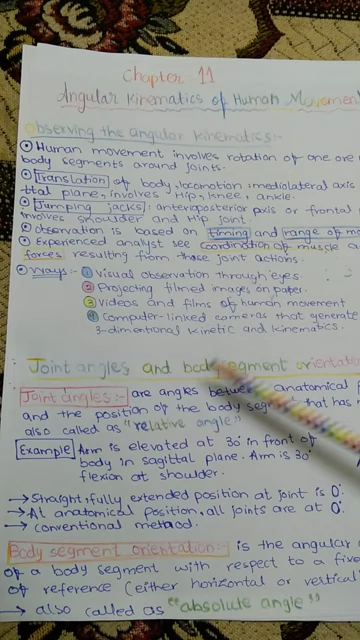 Chapter - 11
Angular Kinematics of Human Movement
Observing the angular kinematics:-
Human movement involves rotation of one or
body segments around joints.
Translation of body locomotion: mediolateral axis
ttal plane, involves Hip, knee, ankle.
Jumping jacks: anteroposterior axis or frontal
involves shoulder and Hip joint.
observation is based on timing and range of mo
Experienced analyst see coordination of muscle a
forces resulting from those joint actions.
Ways:- 1 Visual observation through eyes.
2 Projecting filmed images on paper.
3 Videos and films of human movement
4 Computer-linked cameras that generate
3-dimentional kinetic and kinematics.
Joint angles and body segment orientatio
Joint angles:- are angles between anatomical
and the position of the body segment that has
also called as "relative angle"
Example Arm is elevated at 30° in front of
body in sagittal plane. Arm is 30°
flexion at shoulder.
→ Straight, fully extended position at joint is 0°.
→ At anatomical position, all joints are at 0°.
→ conventional method.
Body segment orientation:- is the angular
of a body segment with respect to a fixe
of reference (either horizontal or vertical
→ also called as "absolute angle"